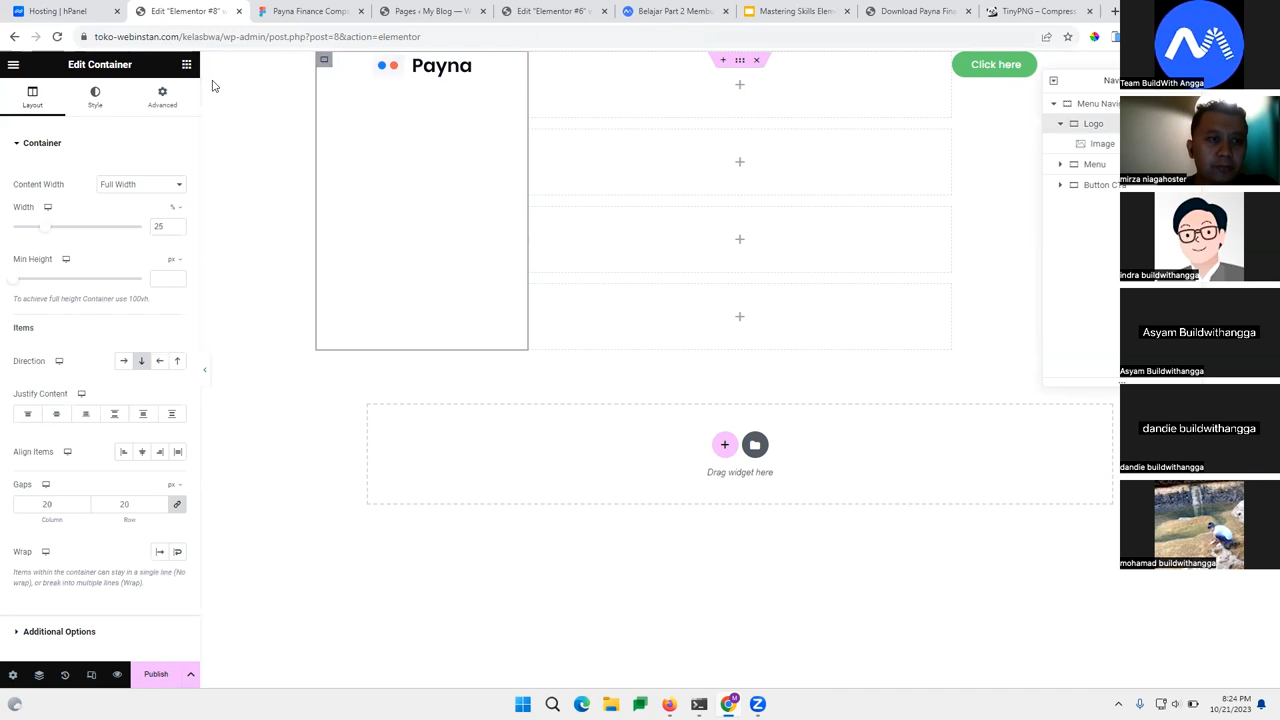 Hosting | hPanel
Edit "Elementor #8" w
Payna Finance Comp
Pages ‹ My Blog — W
Edit "Elementor #6" v
Belajar Part 2 Memb
Mastering Skills Elem
Download Payna Fina
TinyPNG – Compress
toko-webinstan.com/kelasbwa/wp-admin/post.php?post=8&action=elementor
Edit Container
Layout
Style
Advanced
Container
Content Width
Full Width
Width
%
25
Min Height
px
To achieve full height Container use 100vh.
Items
Direction
Justify Content
Align Items
Gaps
px
20
20
Column
Row
Wrap
Items within the container can stay in a single line (No
wrap), or break into multiple lines (Wrap).
Additional Options
Publish
Payna
Click here
Drag widget here
Nav
Menu Navi
Logo
Image
Menu
Button CTA
Team BuildWith Angga
mirza niagahoster
indra buildwithangga
Asyam Buildwithangga
Asyam Buildwithangga
dandie buildwithangga
dandie buildwithangga
mohamad buildwithangga
M
8:24 PM
10/21/2023